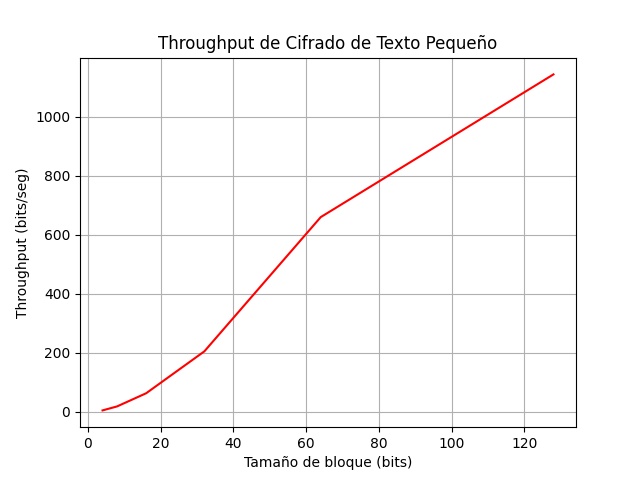 Throughput de Cifrado de Texto Pequeño
Throughput (bits/seg)
1000
800
600
400
200
0
0 20 40 60 80 100 120
Tamaño de bloque (bits)